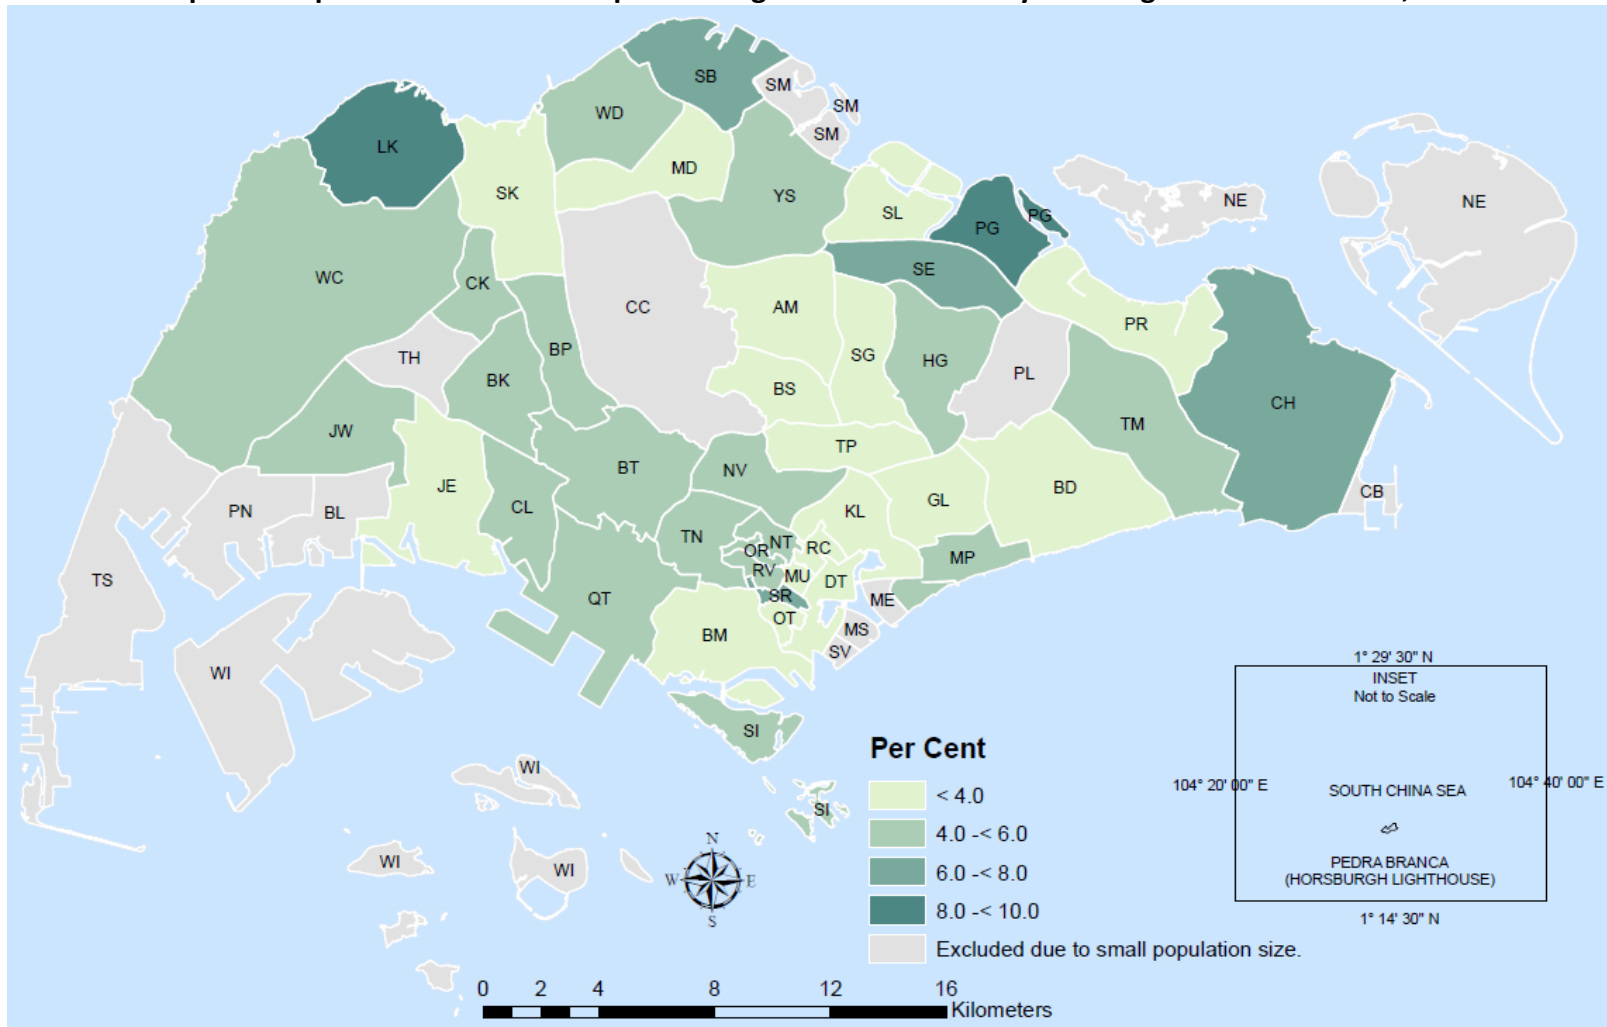 SB
SM
SM
SM
WD
LK
MD
SK
YS
NE
NE
SL
PG
PG
SE
WC
CK
CC
AM
PR
TH
BP
SG
HG
PL
BK
BS
CH
TM
JW
TP
BT
NV
JE
BD
CB
GL
PN
BL
CL
KL
TN
NT
OR
RC
MP
RV
MU
DT
TS
SR
ME
QT
OT
MS
BM
SV
WI
SI
WI
SI
WI
WI
N
W
E
S
1° 29' 30" N
INSET
Not to Scale
104° 20' 00" E
104° 40' 00" E
SOUTH CHINA SEA
PEDRA BRANCA
(HORSBURGH LIGHTHOUSE)
1° 14' 30" N
Per Cent
< 4.0
4.0 -< 6.0
6.0 -< 8.0
8.0 -< 10.0
Excluded due to small population size.
0 2 4 8 12 16
Kilometers